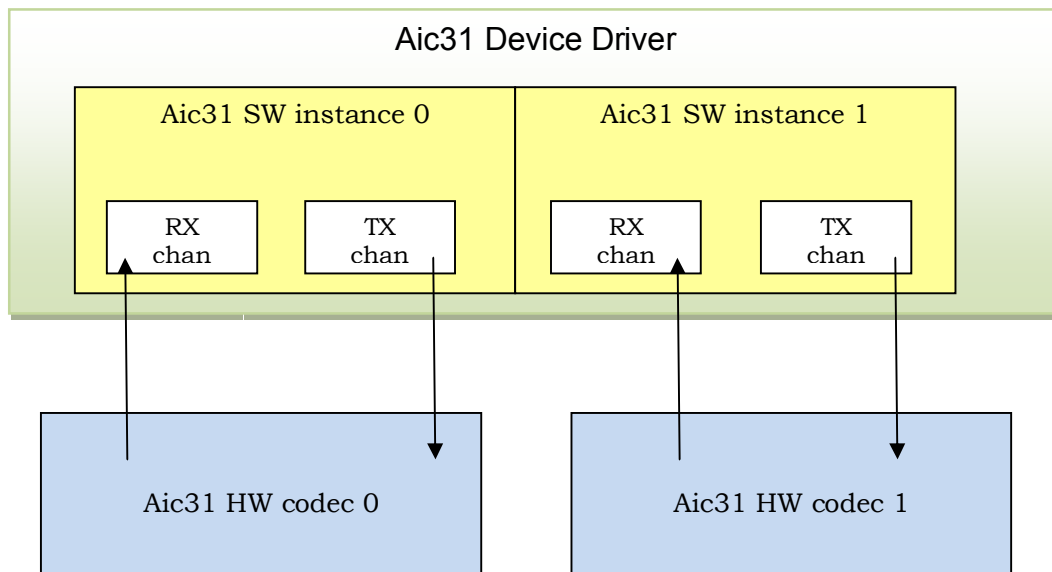 Aic31 Device Driver
Aic31 SW instance 0
Aic31 SW instance 1
RX
chan
TX
chan
RX
chan
TX
chan
Aic31 HW codec 0
Aic31 HW codec 1